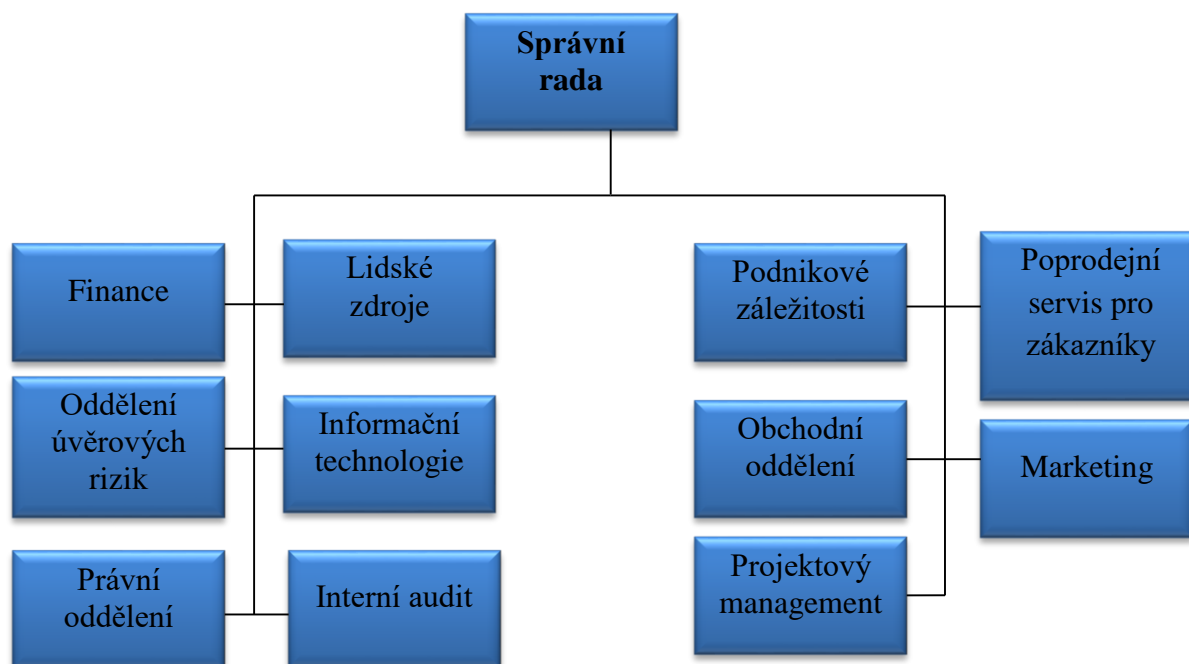 Správní
rada
Finance
Lidské
zdroje
Podnikové
záležitosti
Poprodejní
servis pro
zákazníky
Oddělení
úvěrových
rizik
Informační
technologie
Obchodní
oddělení
Marketing
Právní
oddělení
Interní audit
Projektový
management